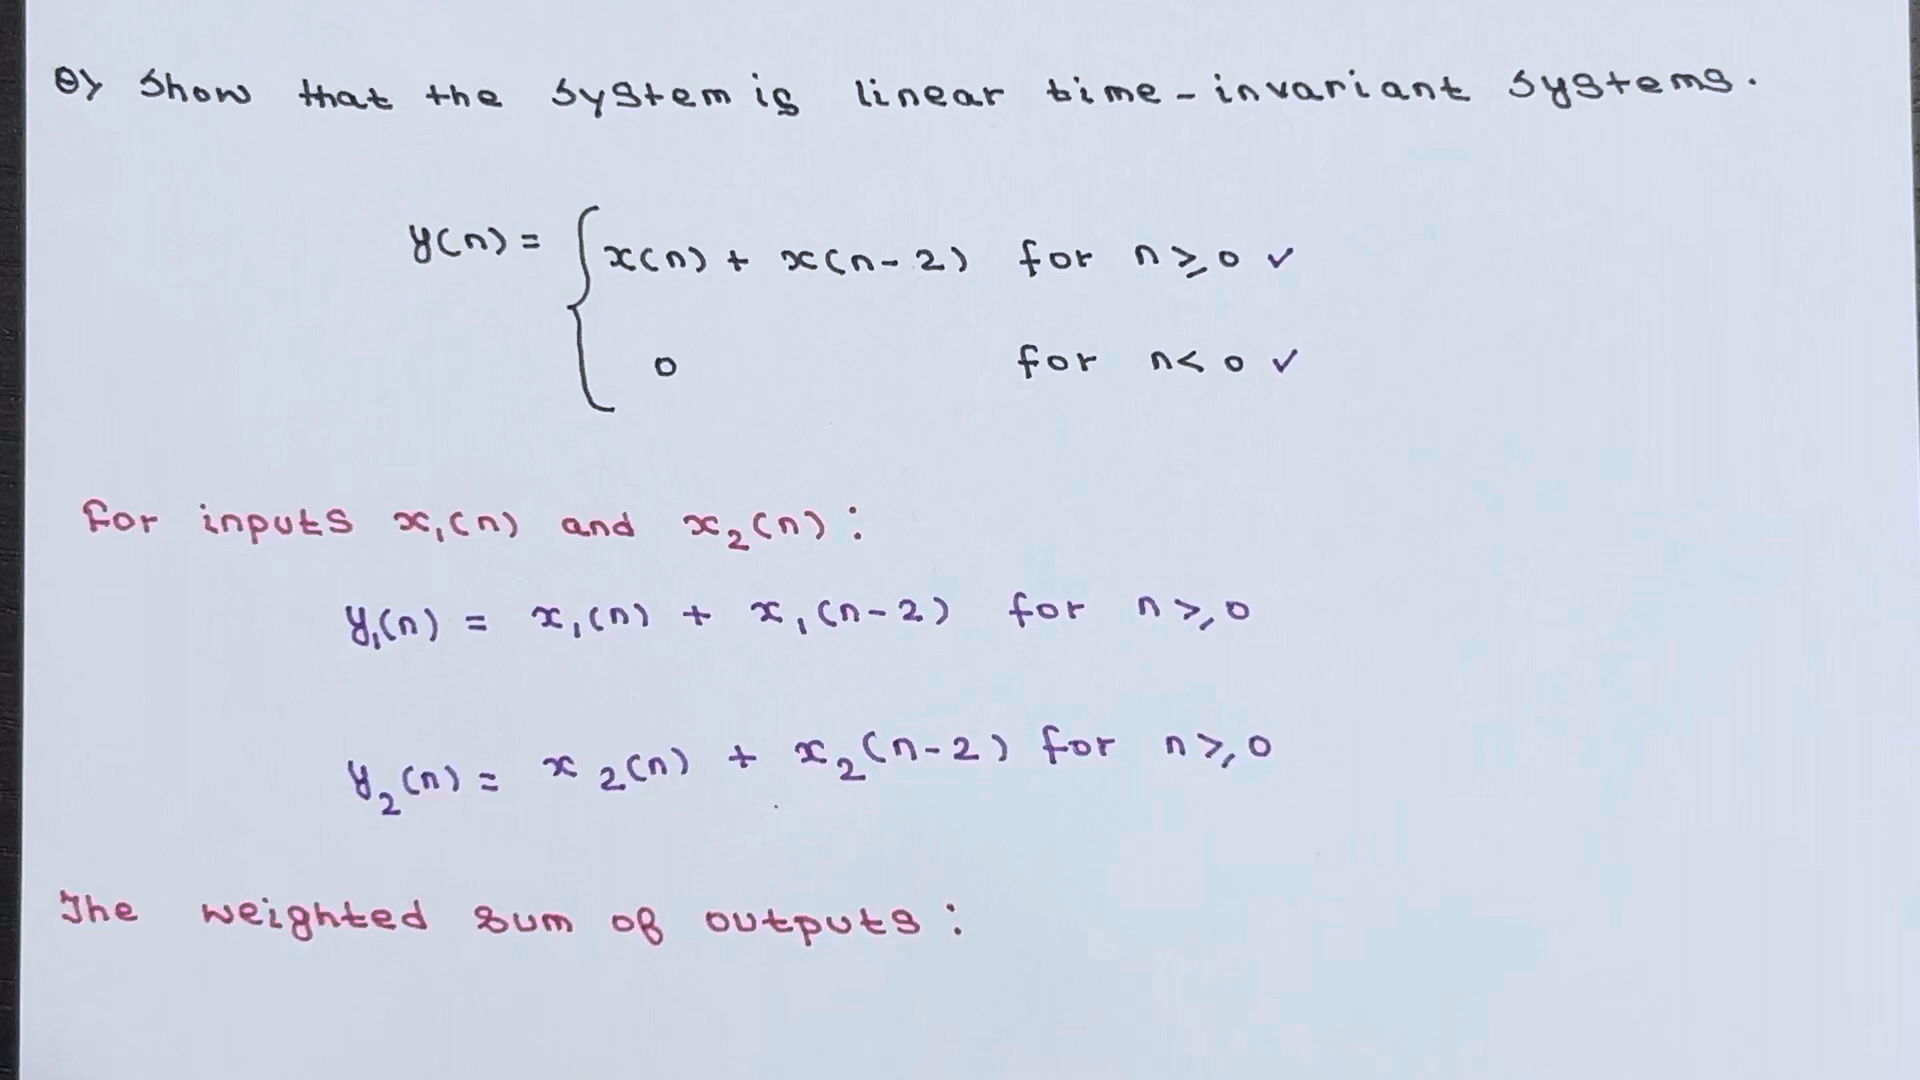 Q) Show that the system is linear time-invariant systems.
y(n) = { x(n) + x(n-2) for n ≥ 0 ✓
0 for n < 0 ✓
For inputs x₁(n) and x₂(n) :
y₁(n) = x₁(n) + x₁(n-2) for n ≥ 0
y₂(n) = x₂(n) + x₂(n-2) for n ≥ 0
The weighted sum of outputs :